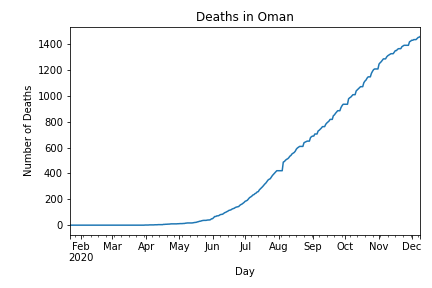 Deaths in Oman
Number of Deaths
1400
1200
1000
800
600
400
200
0
Feb Mar Apr May Jun Jul Aug Sep Oct Nov Dec
2020
Day